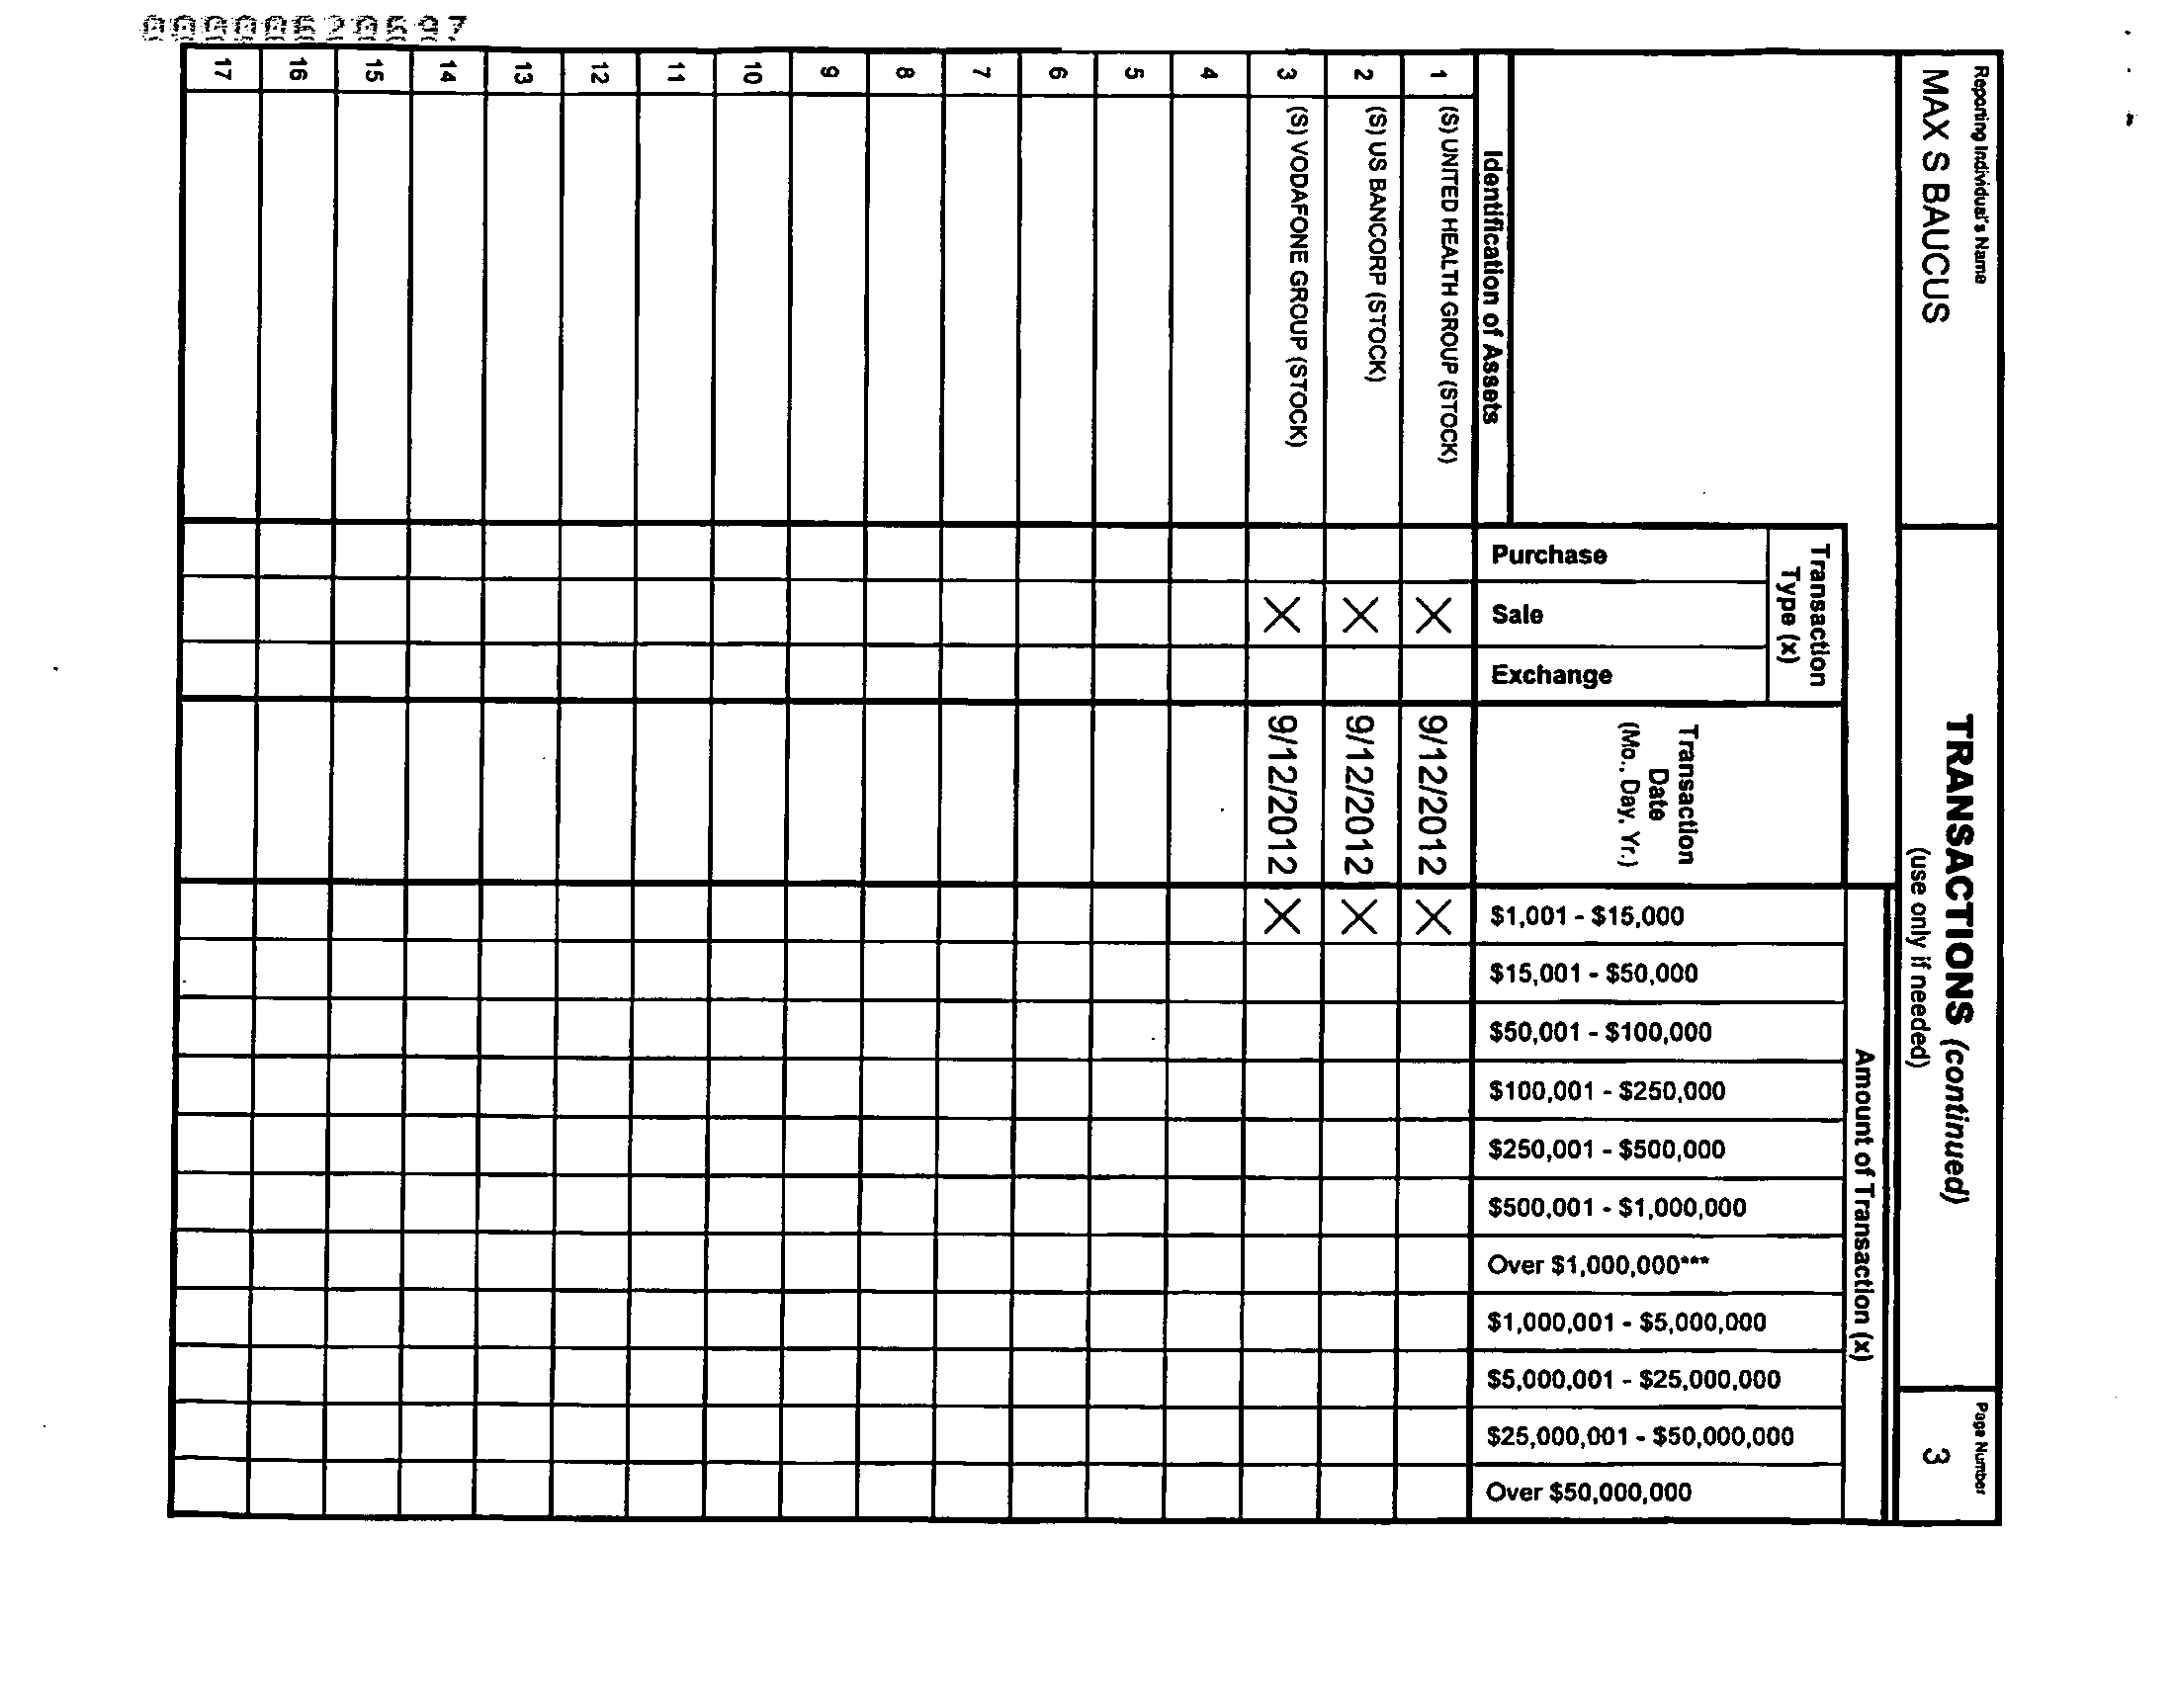 Reporting Individual's Name
MAX S BAUCUS
TRANSACTIONS (continued)
(use only if needed)
Page Number
3
Transaction
Type (x)
Amount of Transaction (x)
Identification of Assets
Purchase
Sale
Exchange
Transaction
Date
(Mo., Day, Yr.)
$1,001 - $15,000
$15,001 - $50,000
$50,001 - $100,000
$100,001 - $250,000
$250,001 - $500,000
$500,001 - $1,000,000
Over $1,000,000***
$1,000,001 - $5,000,000
$5,000,001 - $25,000,000
$25,000,001 - $50,000,000
Over $50,000,000
1 (S) UNITED HEALTH GROUP (STOCK) X 9/12/2012 X
2 (S) US BANCORP (STOCK) X 9/12/2012 X
3 (S) VODAFONE GROUP (STOCK) X 9/12/2012 X
4
5
6
7
8
9
10
11
12
13
14
15
16
17